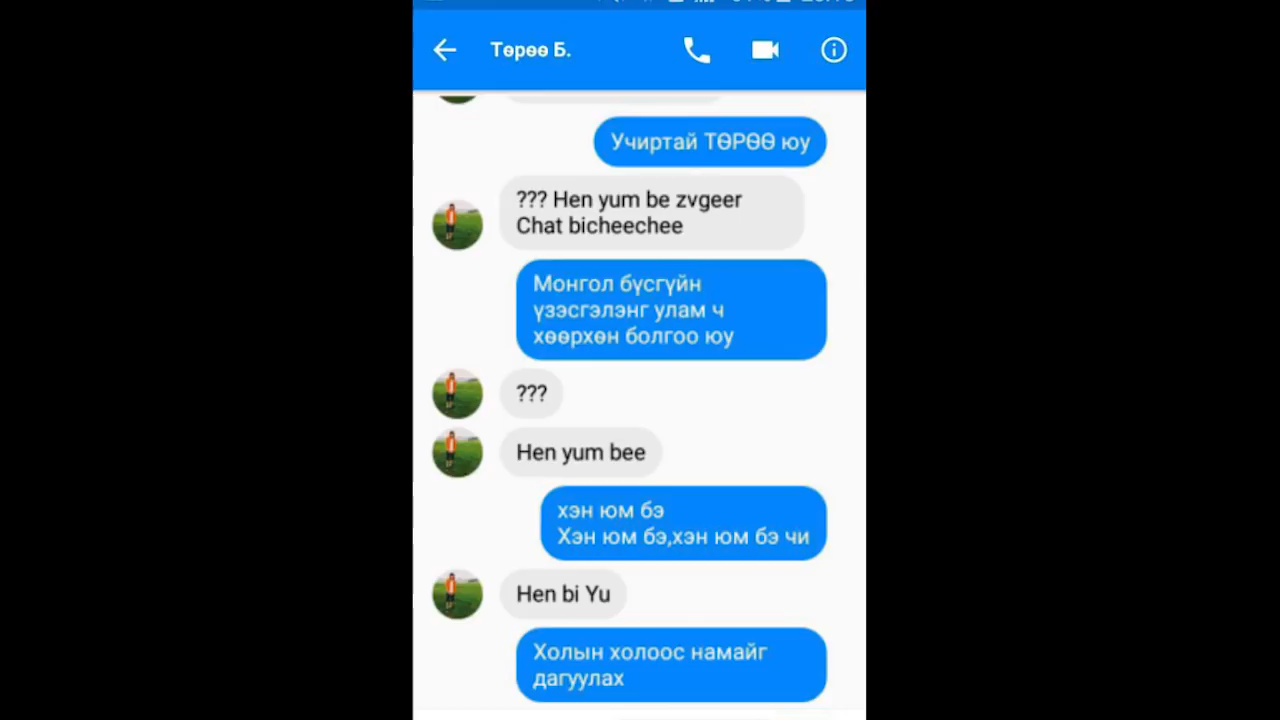 Төрөө Б.
Учиртай ТӨРӨӨ юу
??? Hen yum be zvgeer
Chat bicheechee
Монгол бүсгүйн
үзэсгэлэнг улам ч
хөөрхөн болгоо юу
???
Hen yum bee
хэн юм бэ
Хэн юм бэ,хэн юм бэ чи
Hen bi Yu
Холын холоос намайг
дагуулах